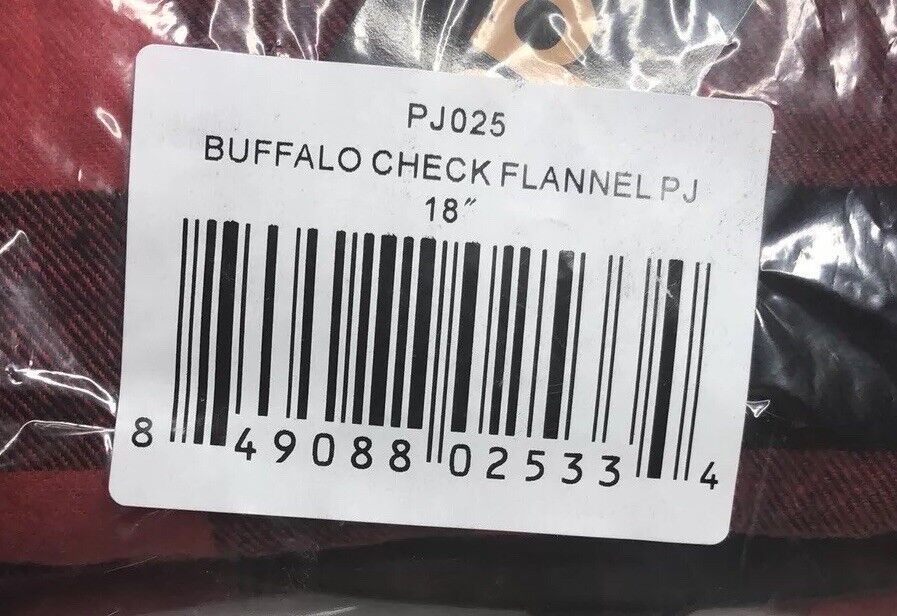 PJ025
BUFFALO CHECK FLANNEL PJ
18″
8 49088 02533 4